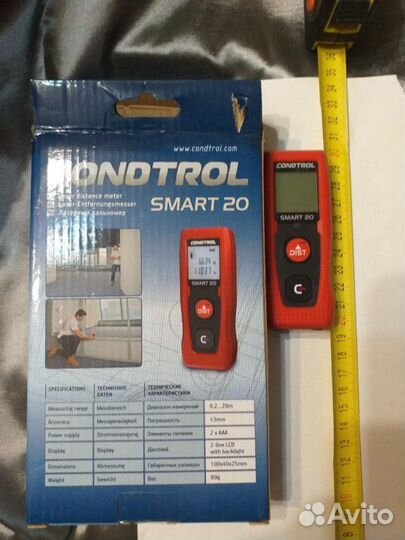 www.condtrol.com
CONDTROL
SMART 20
Laser distance meter
Laser-Entfernungsmesser
Лазерный дальномер
CONDTROL
SMART 20
DIST
C
CONDTROL
SMART 20
DIST
C
SPECIFICATIONS TECHNISCHE DATEN ТЕХНИЧЕСКИЕ ХАРАКТЕРИСТИКИ
Measuring range Messbereich Диапазон измерений 0,2...20m
Accuracy Messgenauigkeit Погрешность ±3mm
Power supply Stromversorgung Элементы питания 2 x AAA
Display Display Дисплей 2-line LCD with backlight
Dimensions Abmessung Габаритные размеры 100x40x25mm
Weight Gewicht Вес 80g
Avito